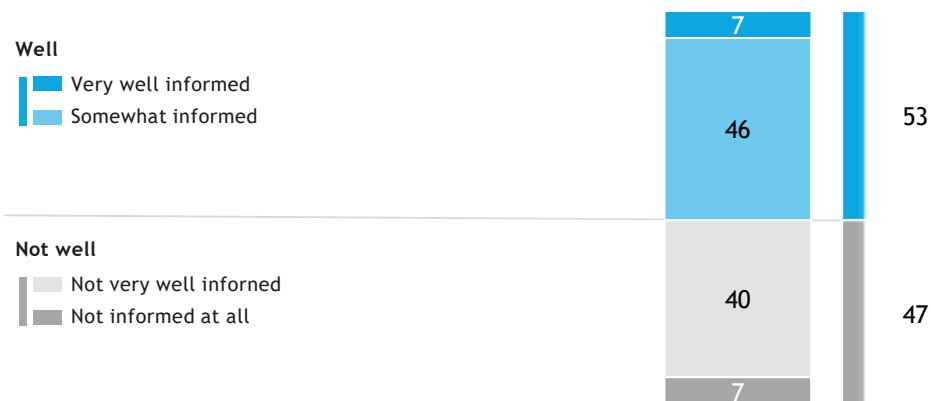 7
Well
Very well informed
Somewhat informed
46
53
Not well
Not very well inforned
40
Not informed at all
47
7